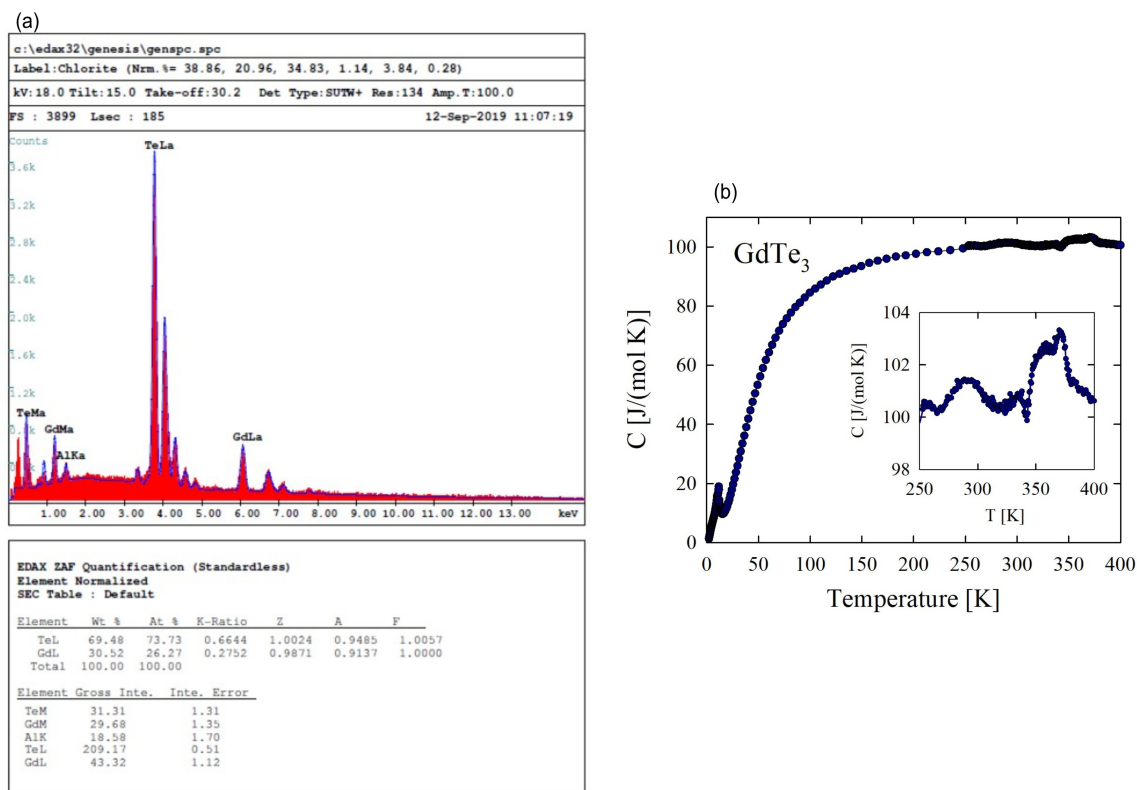 (a)
c:\edax32\genesis\genspc.spc
Label:Chlorite (Nrm.%= 38.86, 20.96, 34.83, 1.14, 3.84, 0.28)
kV:18.0 Tilt:15.0 Take-off:30.2 Det Type:SUTW+ Res:134 Amp.T:100.0
FS : 3899 Lsec : 185 12-Sep-2019 11:07:19
Counts
TeLa
3.6k
3.2k
2.8k
2.4k
2.0k
1.6k
1.2k
TeMa
GdMa
AlKa
GdLa
1.00 2.00 3.00 4.00 5.00 6.00 7.00 8.00 9.00 10.00 11.00 12.00 13.00 keV
EDAX ZAF Quantification (Standardless)
Element Normalized
SEC Table : Default
Element Wt % At % K-Ratio Z A F
TeL 69.48 73.73 0.6644 1.0024 0.9485 1.0057
GdL 30.52 26.27 0.2752 0.9871 0.9137 1.0000
Total 100.00 100.00
Element Gross Inte. Inte. Error
TeM 31.31 1.31
GdM 29.68 1.35
AlK 18.58 1.70
TeL 209.17 0.51
GdL 43.32 1.12
(b)
GdTe3
C [J/(mol K)]
100
80
60
40
20
0
0 50 100 150 200 250 300 350 400
Temperature [K]
C [J/(mol K)]
104
102
100
98
250 300 350 400
T [K]